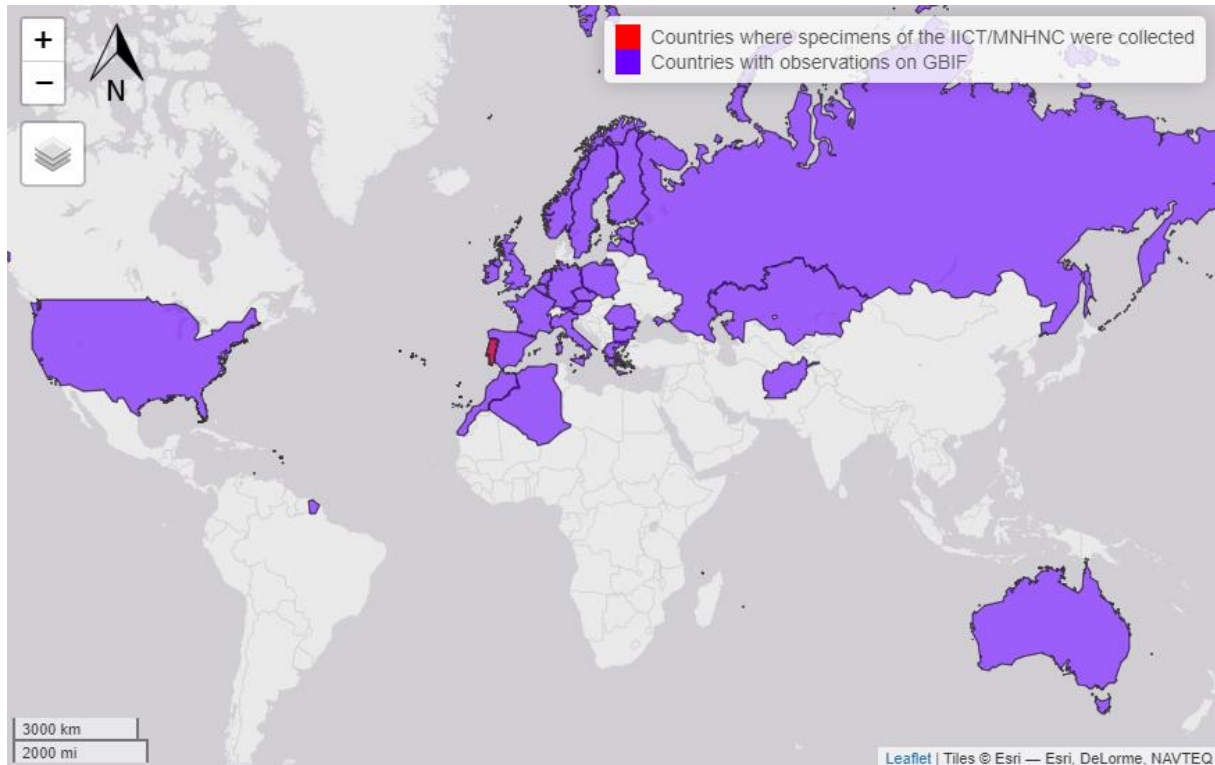 +
−
N
Countries where specimens of the IICT/MNHNC were collected
Countries with observations on GBIF
3000 km
2000 mi
Leaflet | Tiles © Esri — Esri, DeLorme, NAVTEQ